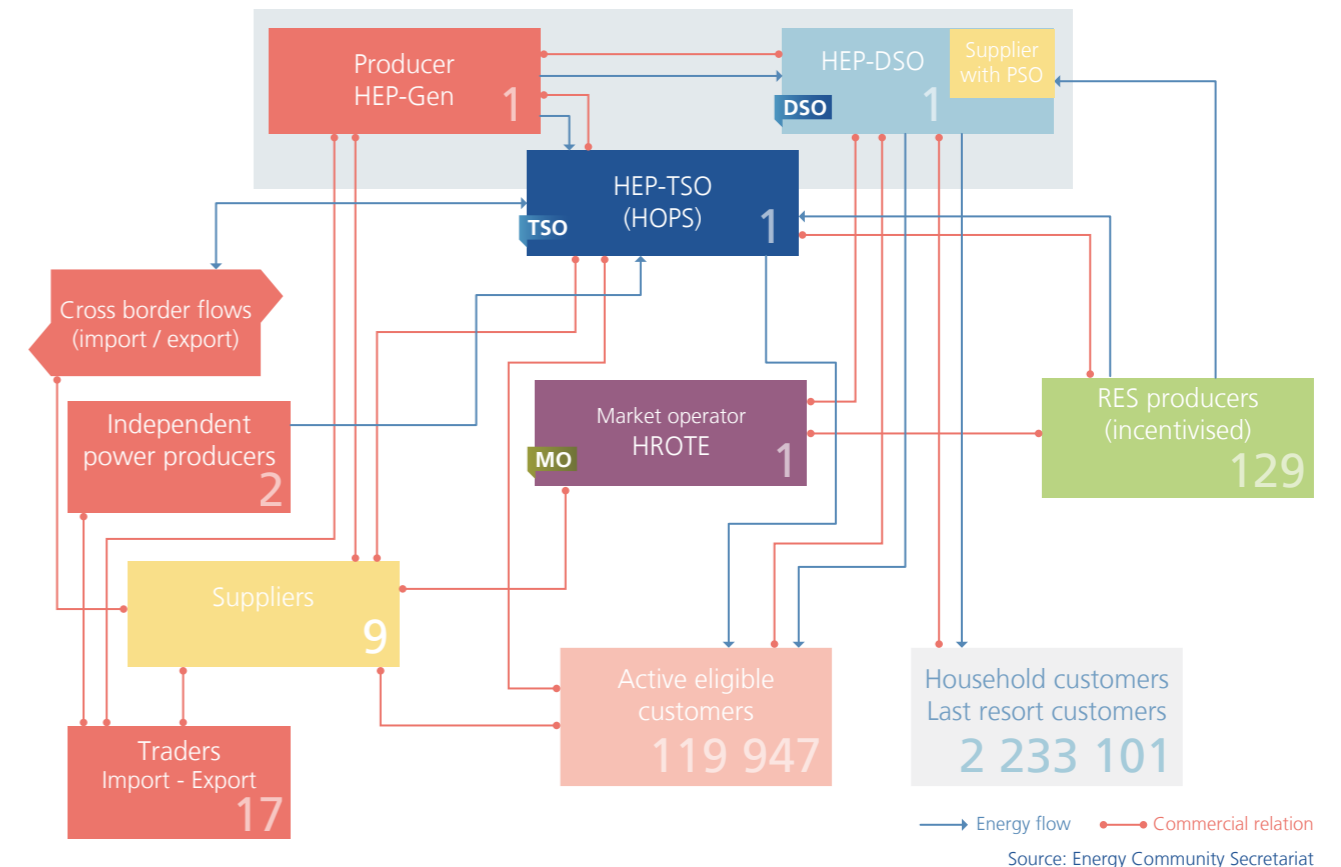 Producer
HEP-Gen
1
HEP-DSO
1
DSO
Supplier
with PSO
HEP-TSO
(HOPS)
1
TSO
Cross border flows
(import / export)
Independent
power producers
2
Market operator
HROTE
1
MO
RES producers
(incentivised)
129
Suppliers
9
Active eligible
customers
119 947
Household customers
Last resort customers
2 233 101
Traders
Import - Export
17
Energy flow
Commercial relation
Source: Energy Community Secretariat